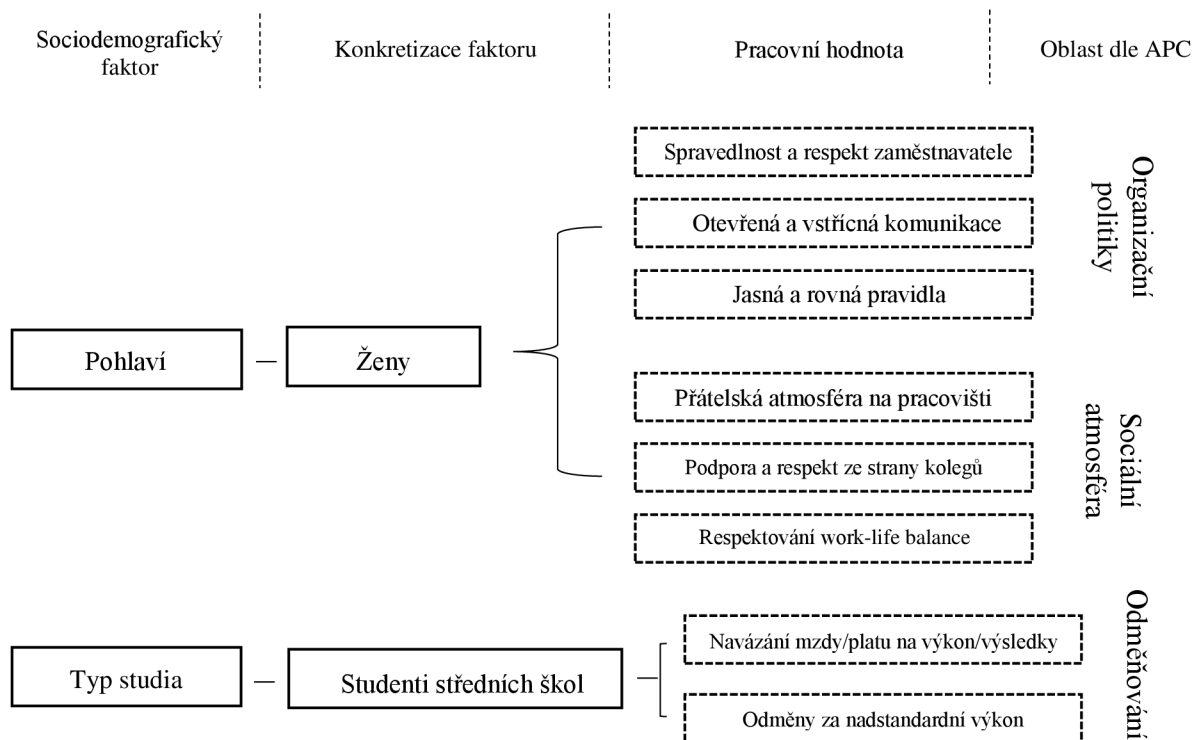 Sociodemografický
faktor
Konkretizace faktoru
Pracovní hodnota
Oblast dle APC
Spravedlnost a respekt zaměstnavatele
Otevřená a vstřícná komunikace
Jasná a rovná pravidla
Organizační
politiky
Pohlaví
Ženy
Přátelská atmosféra na pracovišti
Podpora a respekt ze strany kolegů
Respektování work-life balance
Sociální
atmosféra
Typ studia
Studenti středních škol
Navázání mzdy/platu na výkon/výsledky
Odměny za nadstandardní výkon
Odměňování